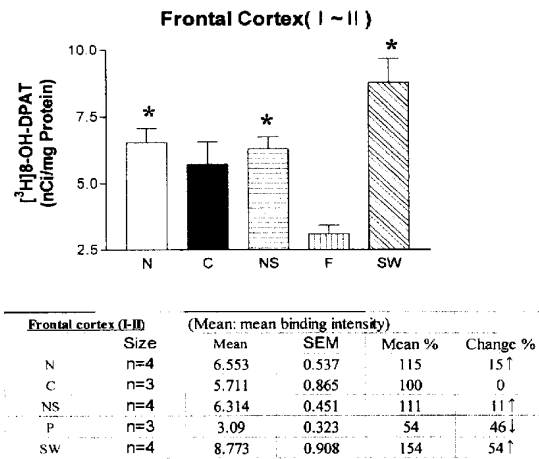 Frontal Cortex( I ~ II )
[³H]8-OH-DPAT
(nCi/mg Protein)
10.0
7.5
5.0
2.5
* * *
N C NS F SW
Frontal cortex (I-II) (Mean: mean binding intensity)
Size Mean SEM Mean % Change %
N n=4 6.553 0.537 115 15↑
C n=3 5.711 0.865 100 0
NS n=4 6.314 0.451 111 11↑
P n=3 3.09 0.323 54 46↓
SW n=4 8.773 0.908 154 54↑